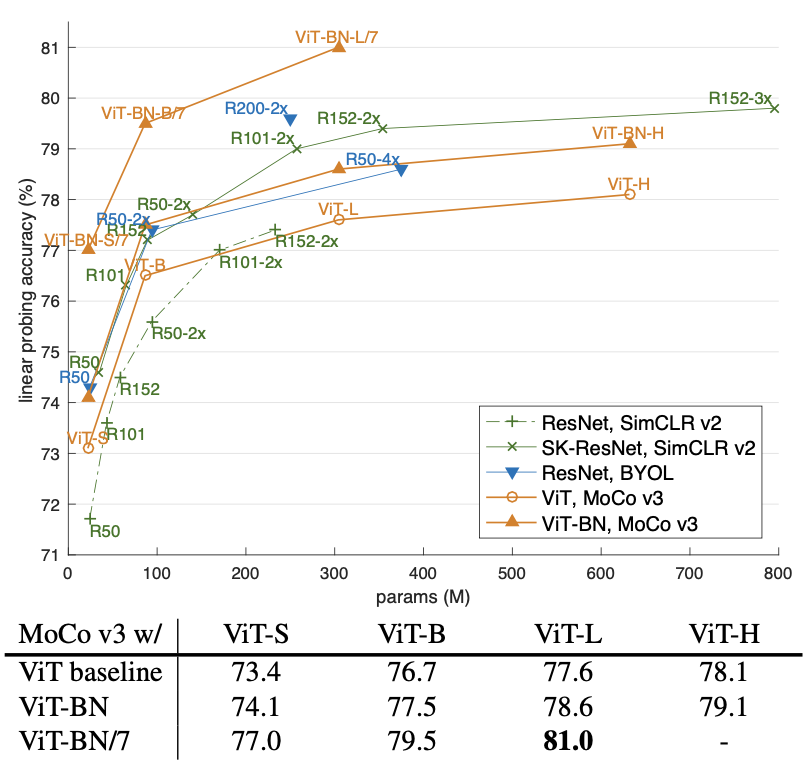 81
80
79
78
77
76
75
74
73
72
71
linear probing accuracy (%)
0 100 200 300 400 500 600 700 800
params (M)
ViT-BN-L/7
ViT-BN-B/7
ViT-BN-S/7
R200-2x
R152-3x
R152-2x
R101-2x
ViT-BN-H
R50-4x
ViT-H
R50-2x
ViT-L
R50-2x
R152
R152-2x
R101-2x
ViT-B
R101
R50-2x
R50
R50
R152
ViT-S
R101
R50
ResNet, SimCLR v2
SK-ResNet, SimCLR v2
ResNet, BYOL
ViT, MoCo v3
ViT-BN, MoCo v3
MoCo v3 w/ ViT-S ViT-B ViT-L ViT-H
ViT baseline 73.4 76.7 77.6 78.1
ViT-BN 74.1 77.5 78.6 79.1
ViT-BN/7 77.0 79.5 81.0 -